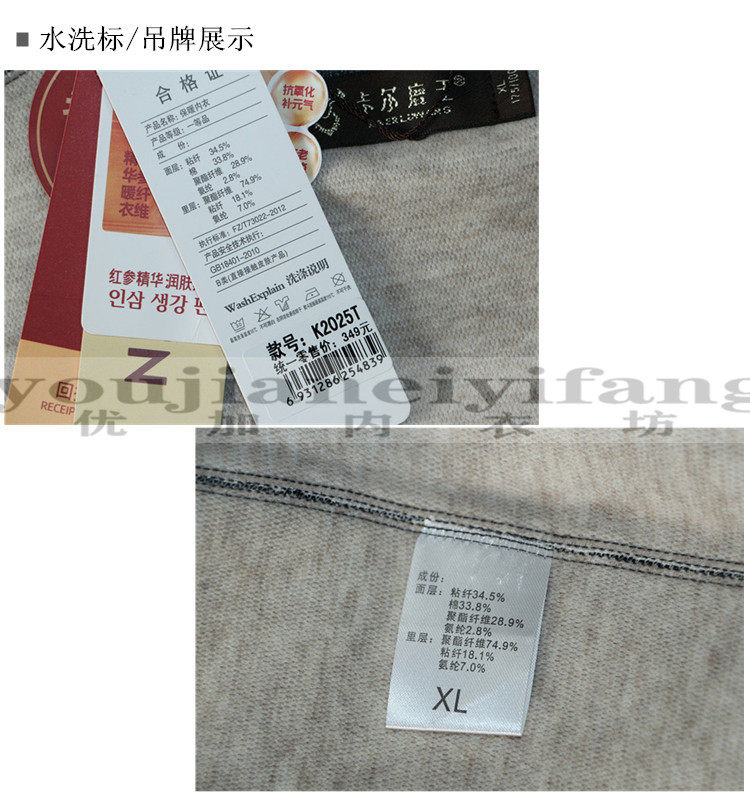 水洗标/吊牌展示
合格证
产品名称：保暖内衣
产品等级：一等品
成 份：
面层：粘纤 34.5%
棉 33.8%
聚酯纤维 28.9%
氨纶 2.8%
里层：聚酯纤维 74.9%
粘纤 18.1%
氨纶 7.0%
执行标准：FZ/T73022-2012
产品安全技术执行：
GB18401-2010
B类(直接接触皮肤产品)
WashExplain 洗涤说明
款号：K2025T
统一零售价：349元
6931286254839
抗氧化
补元气
XL
红参精华 润肤
인삼 생강
N
RECEIP
youjianeiyifang
优加内衣坊
成份：
面层：粘纤34.5%
棉33.8%
聚酯纤维28.9%
氨纶2.8%
里层：聚酯纤维74.9%
粘纤18.1%
氨纶7.0%
XL